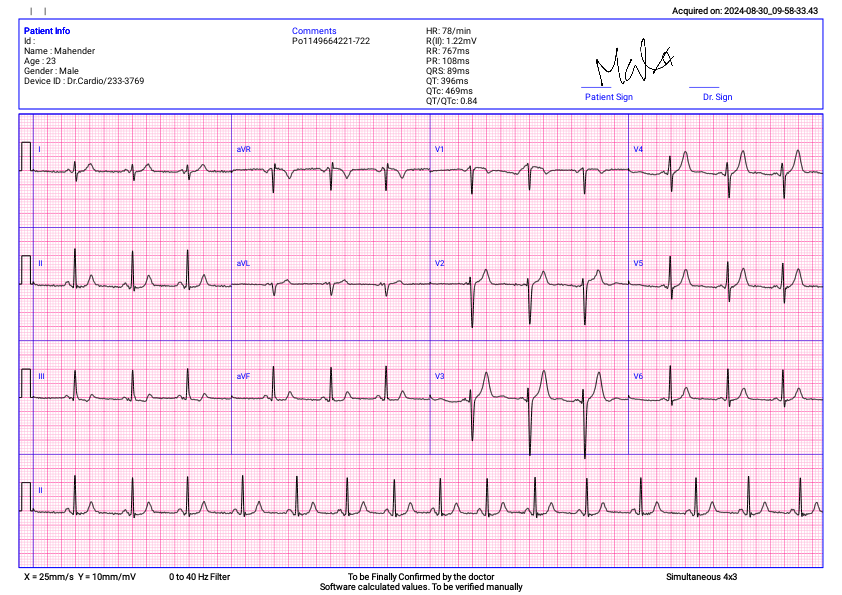 | | Acquired on: 2024-08-30_09-58-33.43
Patient Info
Id :
Name : Mahender
Age : 23
Gender : Male
Device ID : Dr.Cardio/233-3769
Comments
Po1149664221-722
HR: 78/min
R(II): 1.22mV
RR: 767ms
PR: 108ms
QRS: 89ms
QT: 396ms
QTc: 469ms
QT/QTc: 0.84
Patient Sign
Dr. Sign
I aVR V1 V4
II aVL V2 V5
III aVF V3 V6
II
X = 25mm/s Y = 10mm/mV 0 to 40 Hz Filter To be Finally Confirmed by the doctor Simultaneous 4x3
Software calculated values. To be verified manually